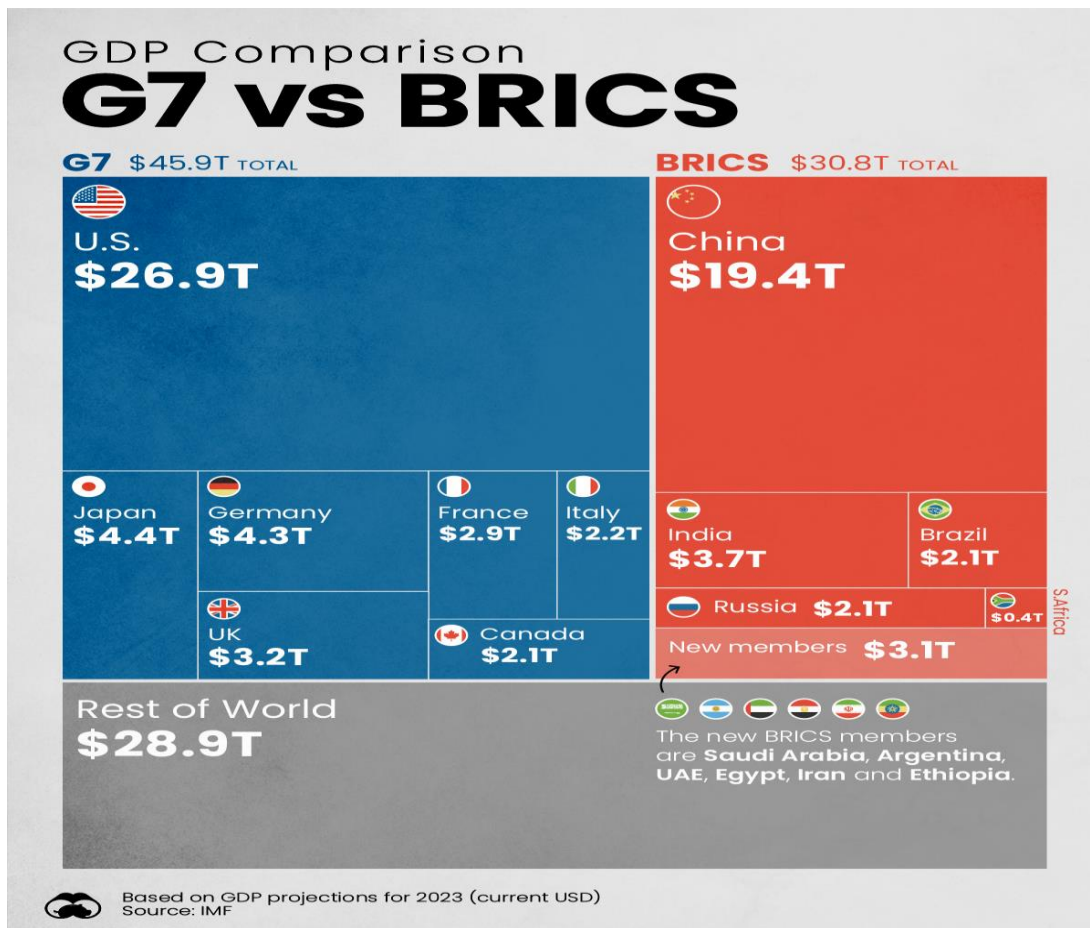 GDP Comparison
G7 vs BRICS
G7 $45.9T TOTAL
BRICS $30.8T TOTAL
U.S.
$26.9T
Japan
$4.4T
Germany
$4.3T
UK
$3.2T
France
$2.9T
Italy
$2.2T
Canada
$2.1T
China
$19.4T
India
$3.7T
Brazil
$2.1T
Russia $2.1T
$0.4T
S.Africa
New members $3.1T
Rest of World
$28.9T
The new BRICS members
are Saudi Arabia, Argentina,
UAE, Egypt, Iran and Ethiopia.
Based on GDP projections for 2023 (current USD)
Source: IMF